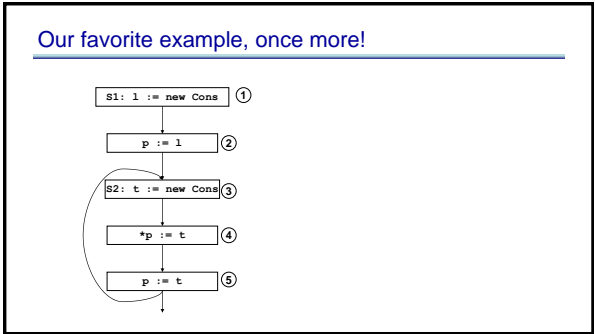 Our favorite example, once more!
S1: l := new Cons 1
p := l 2
S2: t := new Cons 3
*p := t 4
p := t 5